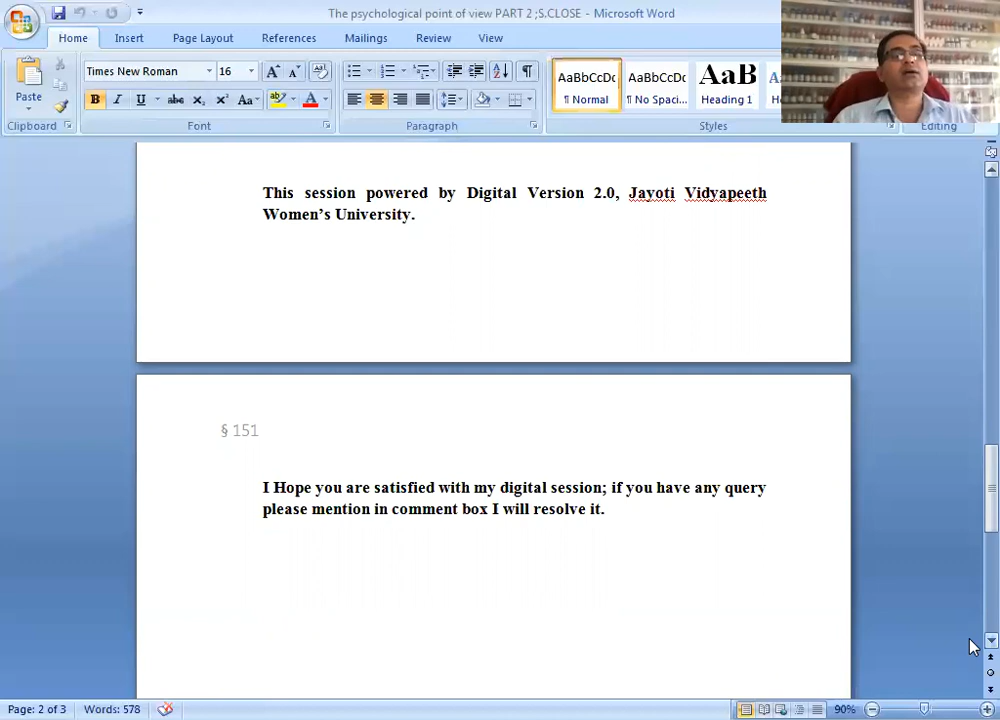 The psychological point of view PART 2 ;S.CLOSE - Microsoft Word
Home Insert Page Layout References Mailings Review View
Times New Roman 16
Paste
AaBbCcDc AaBbCcDc AaB
¶ Normal ¶ No Spaci... Heading 1
Clipboard Font Paragraph Styles Editing
This session powered by Digital Version 2.0, Jayoti Vidyapeeth
Women's University.
§ 151
I Hope you are satisfied with my digital session; if you have any query
please mention in comment box I will resolve it.
Page: 2 of 3 Words: 578 90%